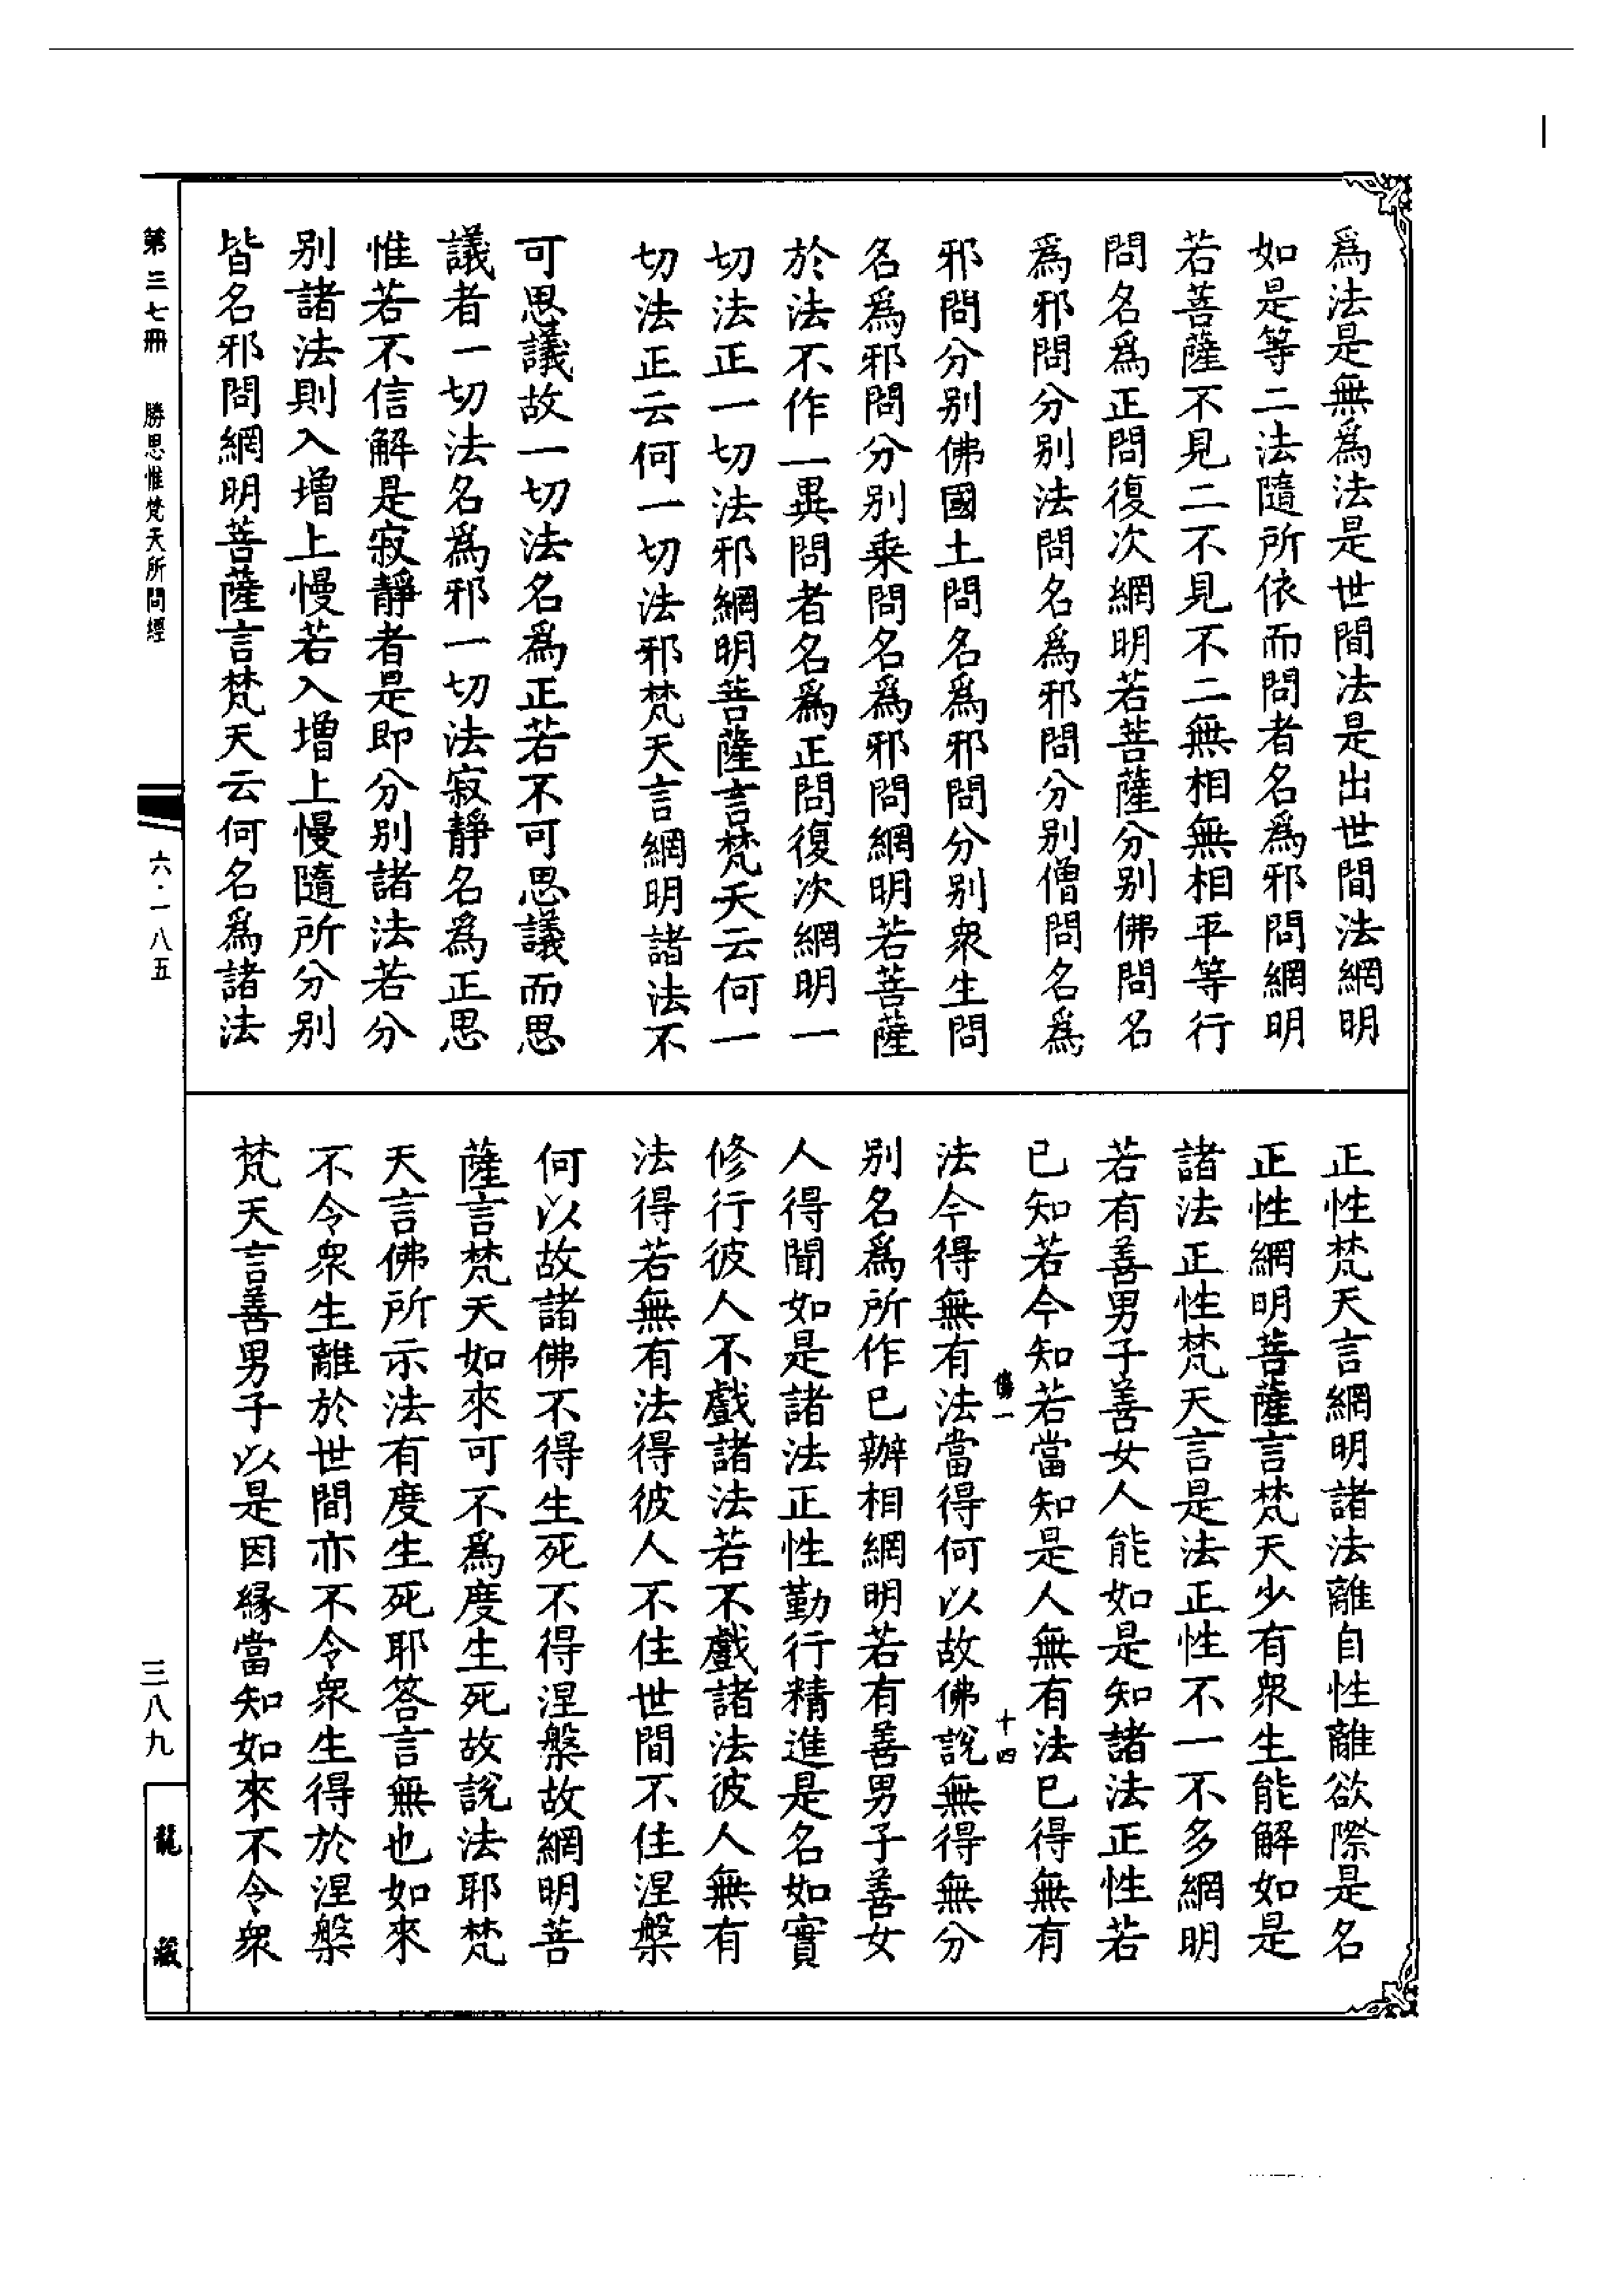 爲法是無爲法是世間法是出世間法網明
如是等二法隨所依而問者名爲邪問網明
若菩薩不見二不見不二無相無相平等行
問名爲正問復次網明若菩薩分别佛問名
爲邪問分别法問名爲邪問分别僧問名爲
邪問分别佛國土問名爲邪問分别衆生問
名爲邪問分别乗問名爲邪問網明若菩薩
於法不作一異問者名爲正問復次網明一
切法正一切法邪網明菩薩言梵天云何一
切法正云何一切法邪梵天言網明諸法不
可思議故一切法名爲正若不可思議而思
議者一切法名爲邪一切法寂靜名爲正思
惟若不信解是寂靜者是即分别諸法若分
别諸法則入增上慢若入增上慢隨所分别
皆名邪問網明菩薩言梵天云何名爲諸法
正性梵天言網明諸法離自性離欲際是名
正性網明菩薩言梵天少有衆生能解如是
諸法正性梵天言是法正性不一不多網明
若有善男子善女人能如是知諸法正性若
已知若今知若當知是人無有法已得無有
傷一 十四
法今得無有法當得何以故佛說無得無分
别名爲所作已辦相網明若有善男子善女
人得聞如是諸法正性勤行精進是名如實
修行彼人不戲諸法若不戲諸法彼人無有
法得若無有法得彼人不住世間不住涅槃
何以故諸佛不得生死不得涅槃故網明菩
薩言梵天如來可不爲度生死故說法耶梵
天言佛所示法有度生死耶答言無也如來
不令衆生離於世間亦不令衆生得於涅槃
梵天言善男子以是因縁當知如來不令衆
第三七冊 勝思惟梵天所問經
六·一八五
三八九
龍藏